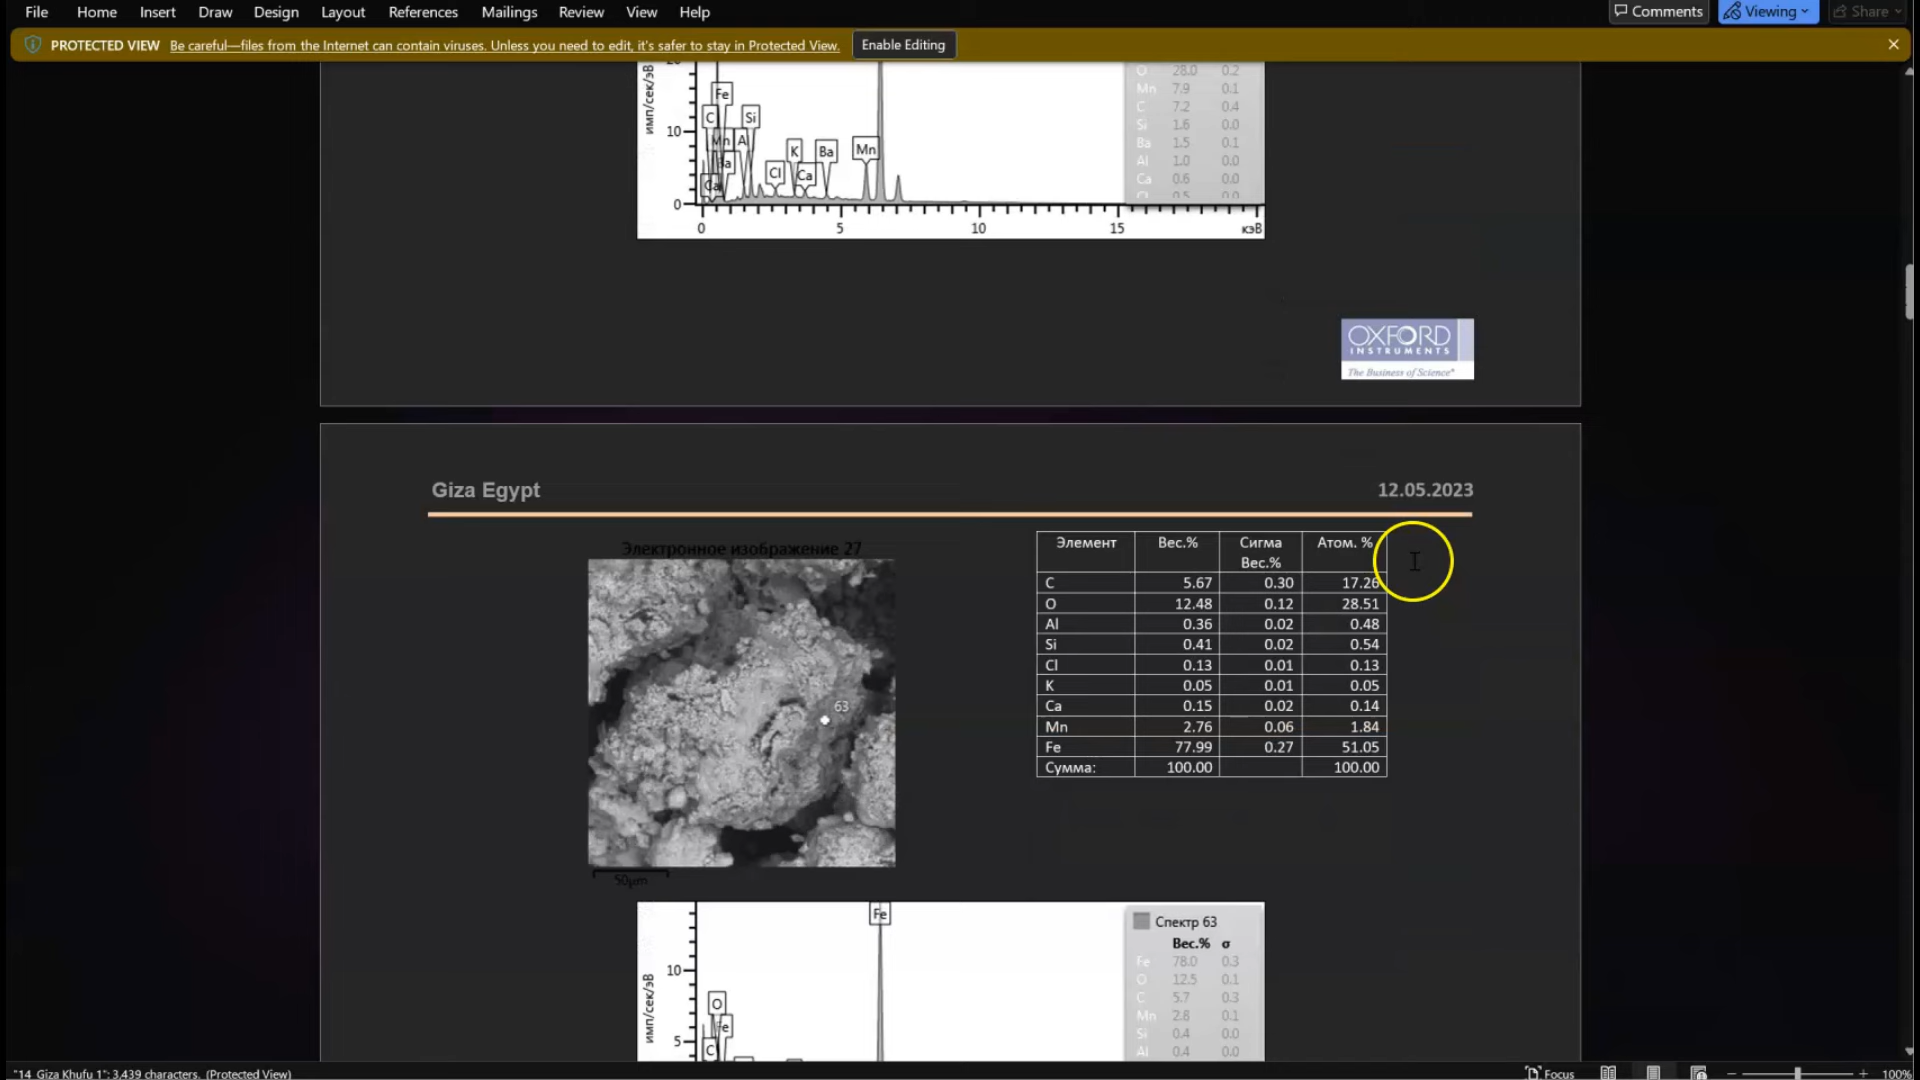 File Home Insert Draw Design Layout References Mailings Review View Help
Comments Viewing Share
PROTECTED VIEW Be careful—files from the Internet can contain viruses. Unless you need to edit, it's safer to stay in Protected View. Enable Editing
имп/сек/эВ
10
0
0 5 10 15 кэВ
Fe
C Si
Mn Al
K Ba Mn
Cl Ca
Ca
O 28.0 0.2
Mn 7.9 0.1
C 7.2 0.4
Si 1.6 0.0
Ba 1.5 0.1
Al 1.0 0.0
Ca 0.6 0.0
Cl 0.5 0.0
OXFORD
INSTRUMENTS
The Business of Science®
Giza Egypt 12.05.2023
Электронное изображение 27
63
50µm
Элемент Вес.% Сигма Вес.% Атом. %
C 5.67 0.30 17.26
O 12.48 0.12 28.51
Al 0.36 0.02 0.48
Si 0.41 0.02 0.54
Cl 0.13 0.01 0.13
K 0.05 0.01 0.05
Ca 0.15 0.02 0.14
Mn 2.76 0.06 1.84
Fe 77.99 0.27 51.05
Сумма: 100.00 100.00
имп/сек/эВ
10
5
Fe
O
Fe
C
Спектр 63
Вес.% σ
Fe 78.0 0.3
O 12.5 0.1
C 5.7 0.3
Mn 2.8 0.1
Si 0.4 0.0
Al 0.4 0.0
"14_Giza Khufu 1": 3,439 characters. (Protected View)
Focus
100%